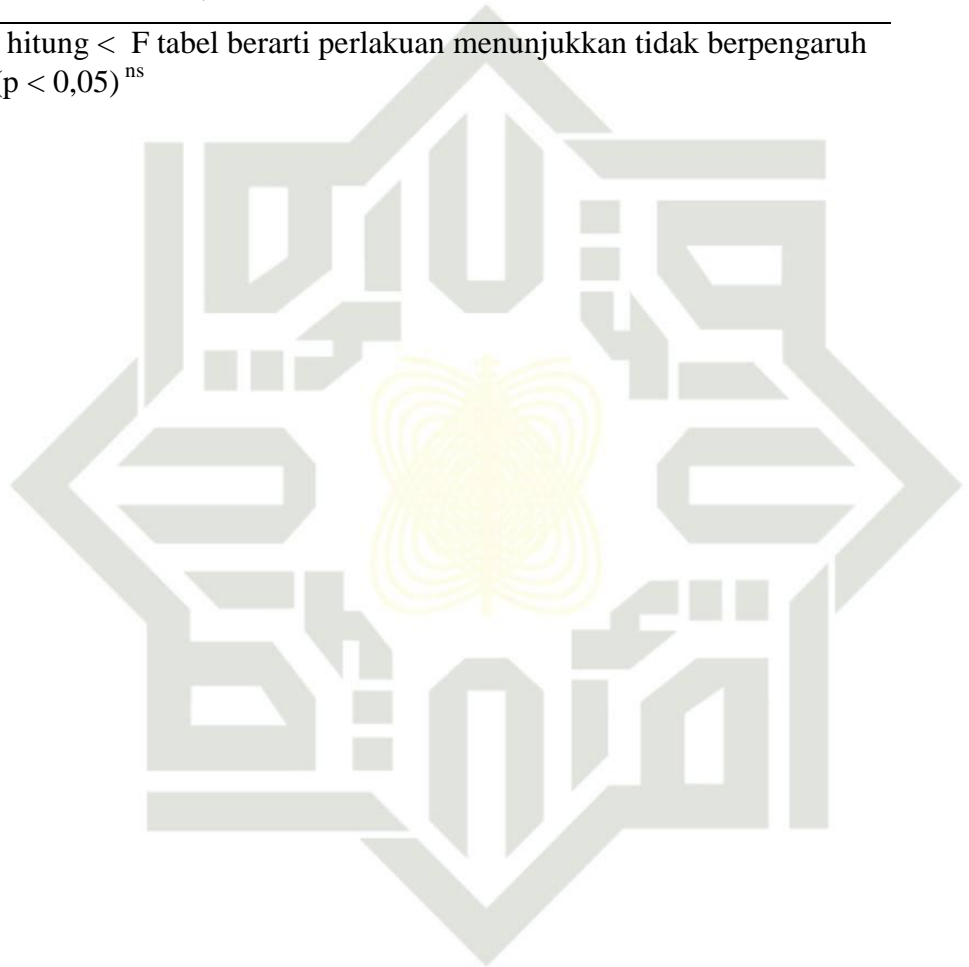 hitung < F tabel berarti perlakuan menunjukkan tidak berpengaruh
(p < 0,05) ns